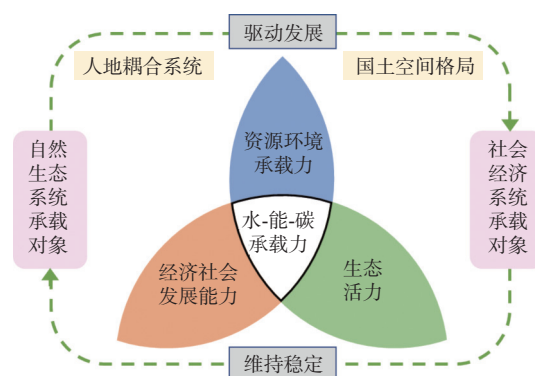 驱动发展
人地耦合系统
国土空间格局
资源环境
承载力
自然
生态
系统
承载
对象
社会
经济
系统
承载
对象
水-能-碳
承载力
经济社会
发展能力
生态
活力
维持稳定